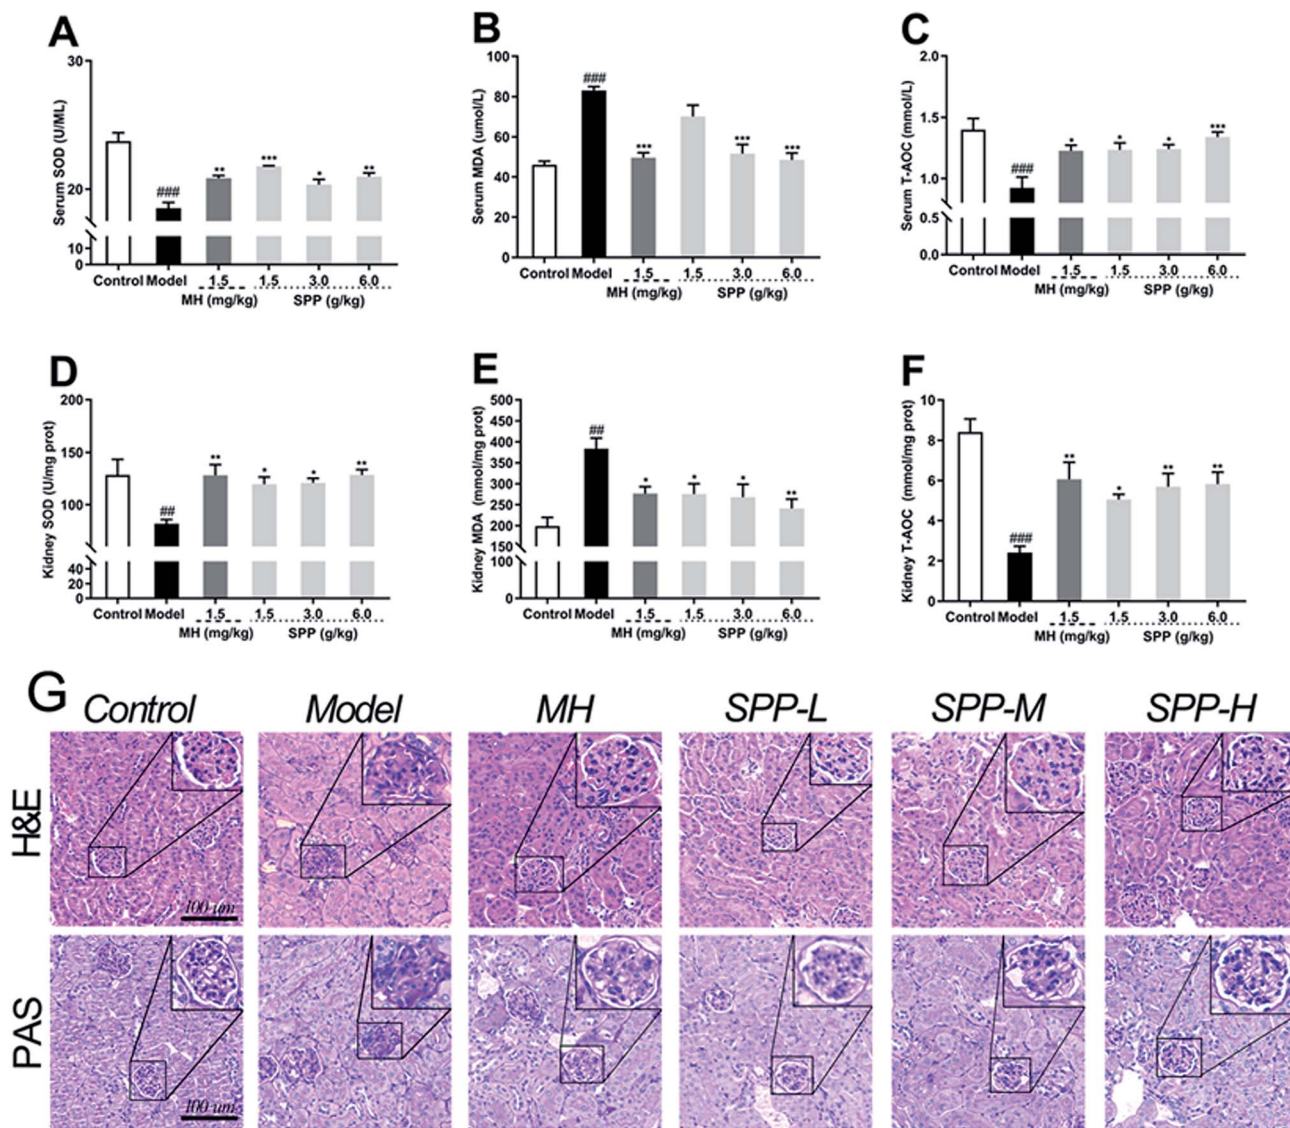 A
Serum SOD (U/ML)
30
20
10
0
###
**
***
*
**
Control Model 1.5 1.5 3.0 6.0
MH (mg/kg) SPP (g/kg)
B
Serum MDA (umol/L)
100
80
60
40
20
0
###
***
***
***
Control Model 1.5 1.5 3.0 6.0
MH (mg/kg) SPP (g/kg)
C
Serum T-AOC (mmol/L)
2.0
1.5
1.0
0.5
0.0
###
*
*
*
***
Control Model 1.5 1.5 3.0 6.0
MH (mg/kg) SPP (g/kg)
D
Kidney SOD (U/mg prot)
200
150
100
40
20
0
##
**
*
*
**
Control Model 1.5 1.5 3.0 6.0
MH (mg/kg) SPP (g/kg)
E
Kidney MDA (mmol/mg prot)
500
450
400
350
300
250
200
150
100
0
##
*
*
*
**
Control Model 1.5 1.5 3.0 6.0
MH (mg/kg) SPP (g/kg)
F
Kidney T-AOC (mmol/mg prot)
10
8
6
4
2
0
###
**
*
**
**
Control Model 1.5 1.5 3.0 6.0
MH (mg/kg) SPP (g/kg)
G
Control Model MH SPP-L SPP-M SPP-H
H&E
100 um
PAS
100 um